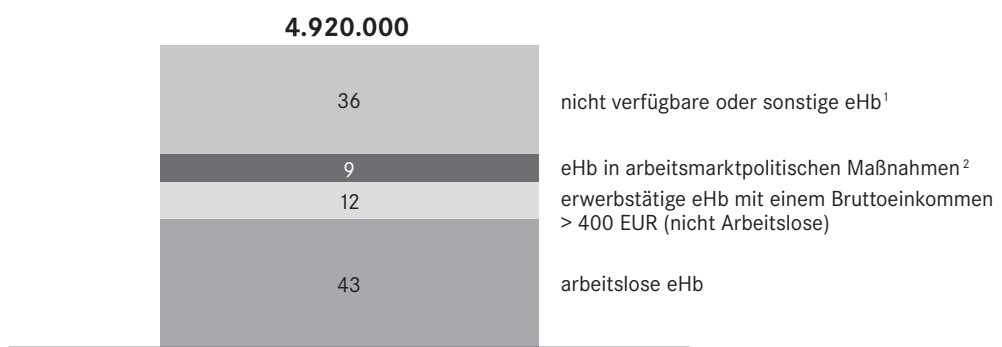 4.920.000
36
nicht verfügbare oder sonstige eHb¹
9
eHb in arbeitsmarktpolitischen Maßnahmen²
12
erwerbstätige eHb mit einem Bruttoeinkommen
> 400 EUR (nicht Arbeitslose)
43
arbeitslose eHb